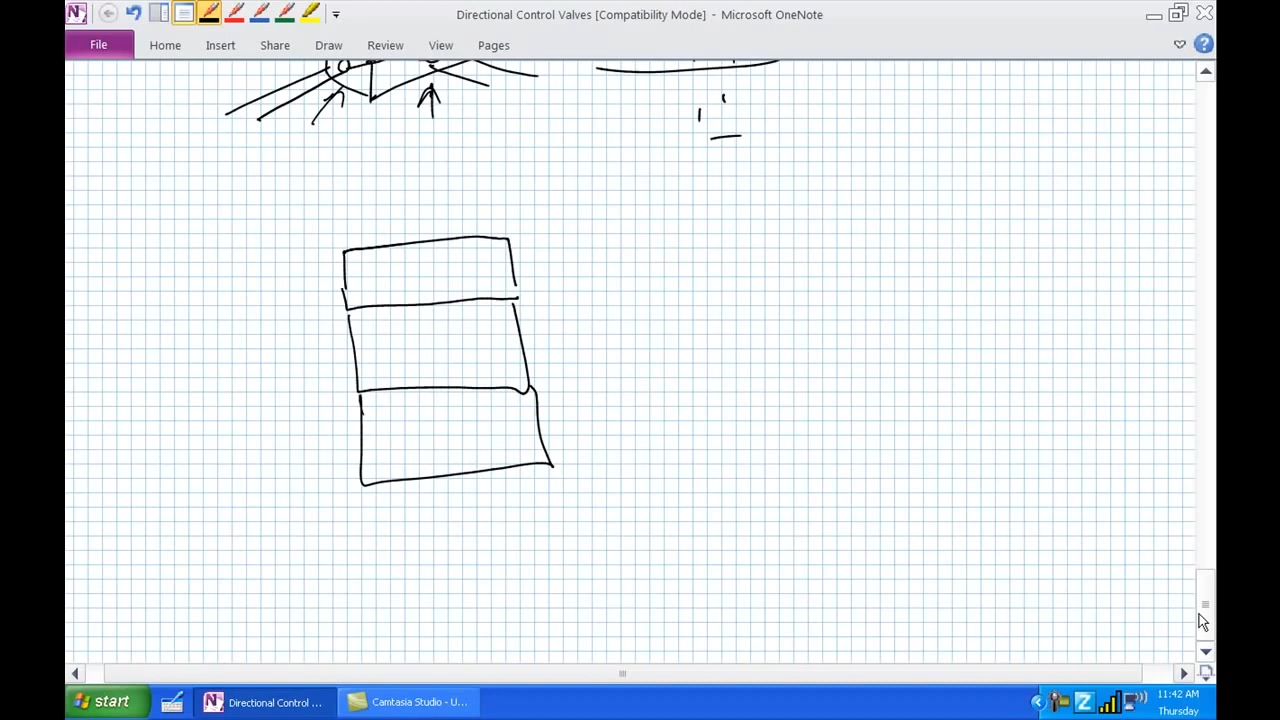 Directional Control Valves [Compatibility Mode] - Microsoft OneNote
File Home Insert Share Draw Review View Pages
start Directional Control ... Camtasia Studio - U... 11:42 AM
Thursday